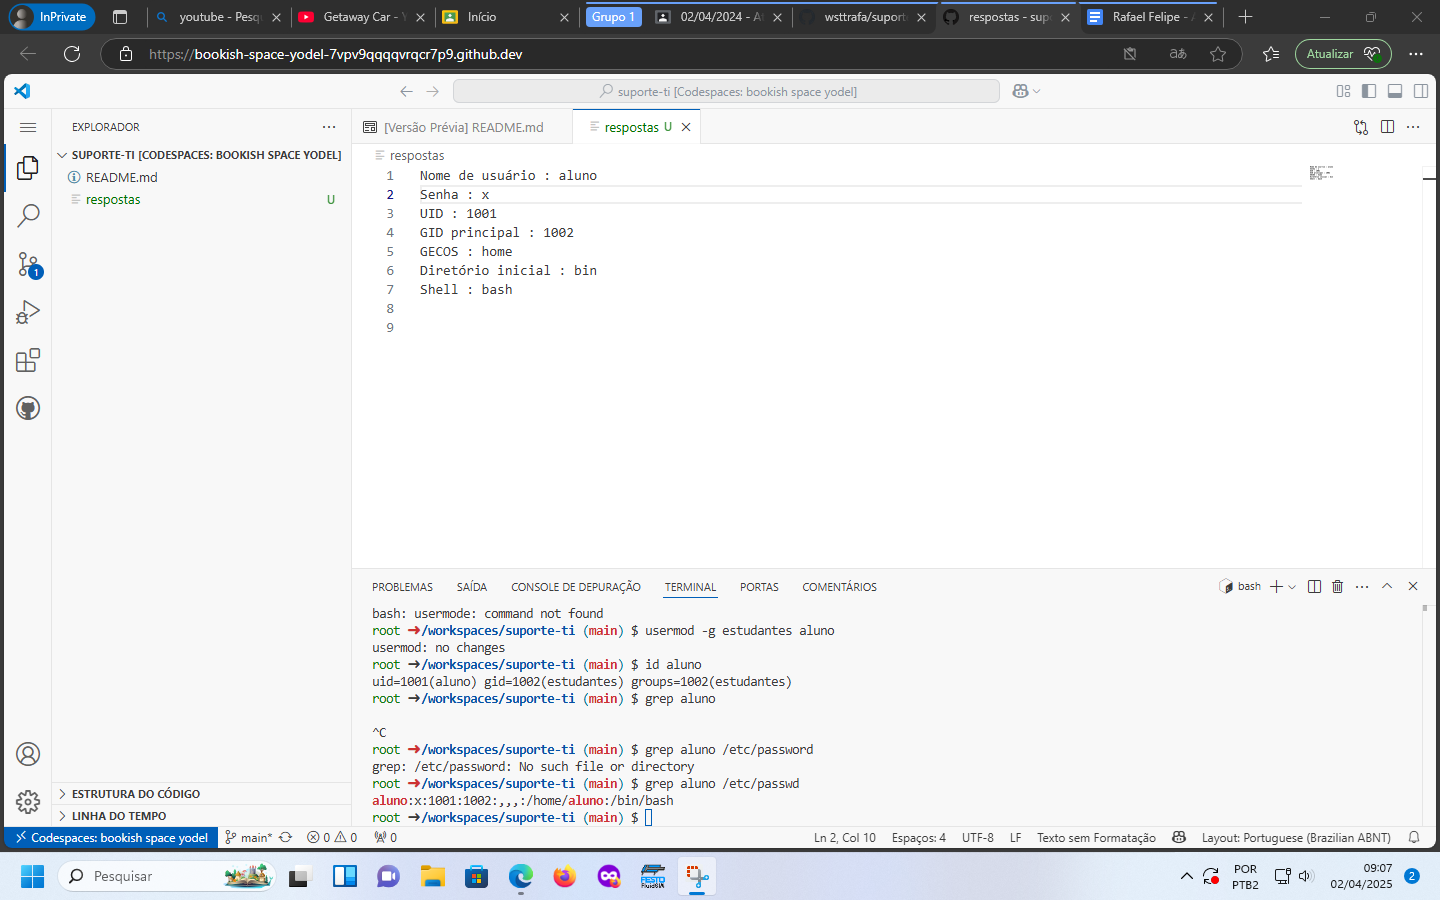 InPrivate
youtube - Pesq
Getaway Car - Y
Início
Grupo 1
02/04/2024 - At
wsttrafa/suport
respostas - sup
Rafael Felipe - A
https://bookish-space-yodel-7vpv9qqqqvrqcr7p9.github.dev
Atualizar
suporte-ti [Codespaces: bookish space yodel]
EXPLORADOR
SUPORTE-TI [CODESPACES: BOOKISH SPACE YODEL]
README.md
respostas U
[Versão Prévia] README.md
respostas U
respostas
1 Nome de usuário : aluno
2 Senha : x
3 UID : 1001
4 GID principal : 1002
5 GECOS : home
6 Diretório inicial : bin
7 Shell : bash
8
9
PROBLEMAS SAÍDA CONSOLE DE DEPURAÇÃO TERMINAL PORTAS COMENTÁRIOS
bash
bash: usermode: command not found
root ➜/workspaces/suporte-ti (main) $ usermod -g estudantes aluno
usermod: no changes
root ➜/workspaces/suporte-ti (main) $ id aluno
uid=1001(aluno) gid=1002(estudantes) groups=1002(estudantes)
root ➜/workspaces/suporte-ti (main) $ grep aluno
^C
root ➜/workspaces/suporte-ti (main) $ grep aluno /etc/password
grep: /etc/password: No such file or directory
root ➜/workspaces/suporte-ti (main) $ grep aluno /etc/passwd
aluno:x:1001:1002:,,,:/home/aluno:/bin/bash
root ➜/workspaces/suporte-ti (main) $
1
ESTRUTURA DO CÓDIGO
LINHA DO TEMPO
Codespaces: bookish space yodel main* 0 0 0
Ln 2, Col 10 Espaços: 4 UTF-8 LF Texto sem Formatação Layout: Portuguese (Brazilian ABNT)
Pesquisar
FESTO
FluidSIM
POR
PTB2
09:07
02/04/2025
2